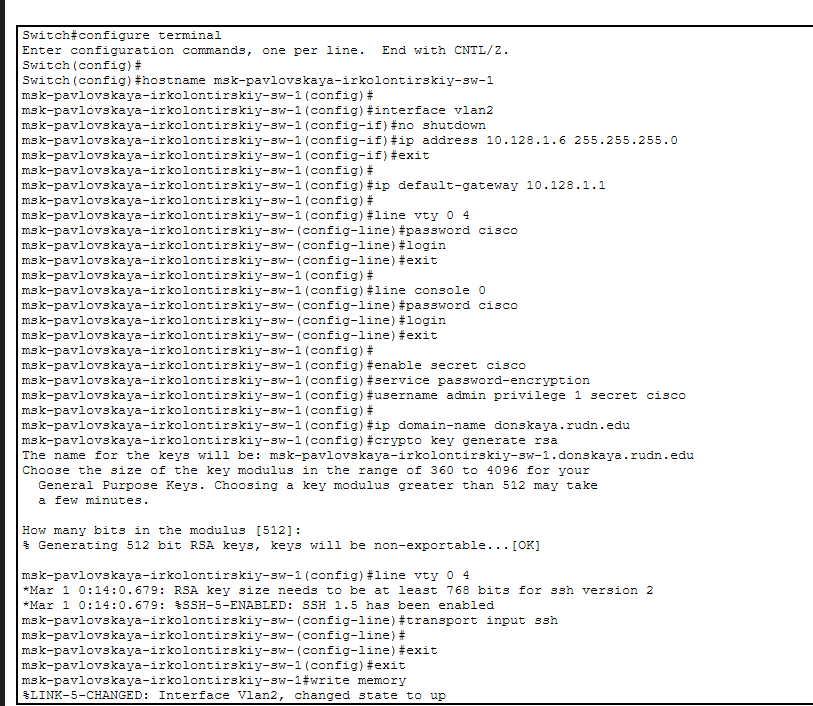 Switch#configure terminal
Enter configuration commands, one per line.  End with CNTL/Z.
Switch(config)#
Switch(config)#hostname msk-pavlovskaya-irkolontirskiy-sw-1
msk-pavlovskaya-irkolontirskiy-sw-1(config)#
msk-pavlovskaya-irkolontirskiy-sw-1(config)#interface vlan2
msk-pavlovskaya-irkolontirskiy-sw-1(config-if)#no shutdown
msk-pavlovskaya-irkolontirskiy-sw-1(config-if)#ip address 10.128.1.6 255.255.255.0
msk-pavlovskaya-irkolontirskiy-sw-1(config-if)#exit
msk-pavlovskaya-irkolontirskiy-sw-1(config)#
msk-pavlovskaya-irkolontirskiy-sw-1(config)#ip default-gateway 10.128.1.1
msk-pavlovskaya-irkolontirskiy-sw-1(config)#
msk-pavlovskaya-irkolontirskiy-sw-1(config)#line vty 0 4
msk-pavlovskaya-irkolontirskiy-sw-(config-line)#password cisco
msk-pavlovskaya-irkolontirskiy-sw-(config-line)#login
msk-pavlovskaya-irkolontirskiy-sw-(config-line)#exit
msk-pavlovskaya-irkolontirskiy-sw-1(config)#
msk-pavlovskaya-irkolontirskiy-sw-1(config)#line console 0
msk-pavlovskaya-irkolontirskiy-sw-(config-line)#password cisco
msk-pavlovskaya-irkolontirskiy-sw-(config-line)#login
msk-pavlovskaya-irkolontirskiy-sw-(config-line)#exit
msk-pavlovskaya-irkolontirskiy-sw-1(config)#
msk-pavlovskaya-irkolontirskiy-sw-1(config)#enable secret cisco
msk-pavlovskaya-irkolontirskiy-sw-1(config)#service password-encryption
msk-pavlovskaya-irkolontirskiy-sw-1(config)#username admin privilege 1 secret cisco
msk-pavlovskaya-irkolontirskiy-sw-1(config)#
msk-pavlovskaya-irkolontirskiy-sw-1(config)#ip domain-name donskaya.rudn.edu
msk-pavlovskaya-irkolontirskiy-sw-1(config)#crypto key generate rsa
The name for the keys will be: msk-pavlovskaya-irkolontirskiy-sw-1.donskaya.rudn.edu
Choose the size of the key modulus in the range of 360 to 4096 for your
  General Purpose Keys. Choosing a key modulus greater than 512 may take
  a few minutes.

How many bits in the modulus [512]:
% Generating 512 bit RSA keys, keys will be non-exportable...[OK]

msk-pavlovskaya-irkolontirskiy-sw-1(config)#line vty 0 4
*Mar 1 0:14:0.679: RSA key size needs to be at least 768 bits for ssh version 2
*Mar 1 0:14:0.679: %SSH-5-ENABLED: SSH 1.5 has been enabled
msk-pavlovskaya-irkolontirskiy-sw-(config-line)#transport input ssh
msk-pavlovskaya-irkolontirskiy-sw-(config-line)#
msk-pavlovskaya-irkolontirskiy-sw-(config-line)#exit
msk-pavlovskaya-irkolontirskiy-sw-1(config)#exit
msk-pavlovskaya-irkolontirskiy-sw-1#write memory
%LINK-5-CHANGED: Interface Vlan2, changed state to up